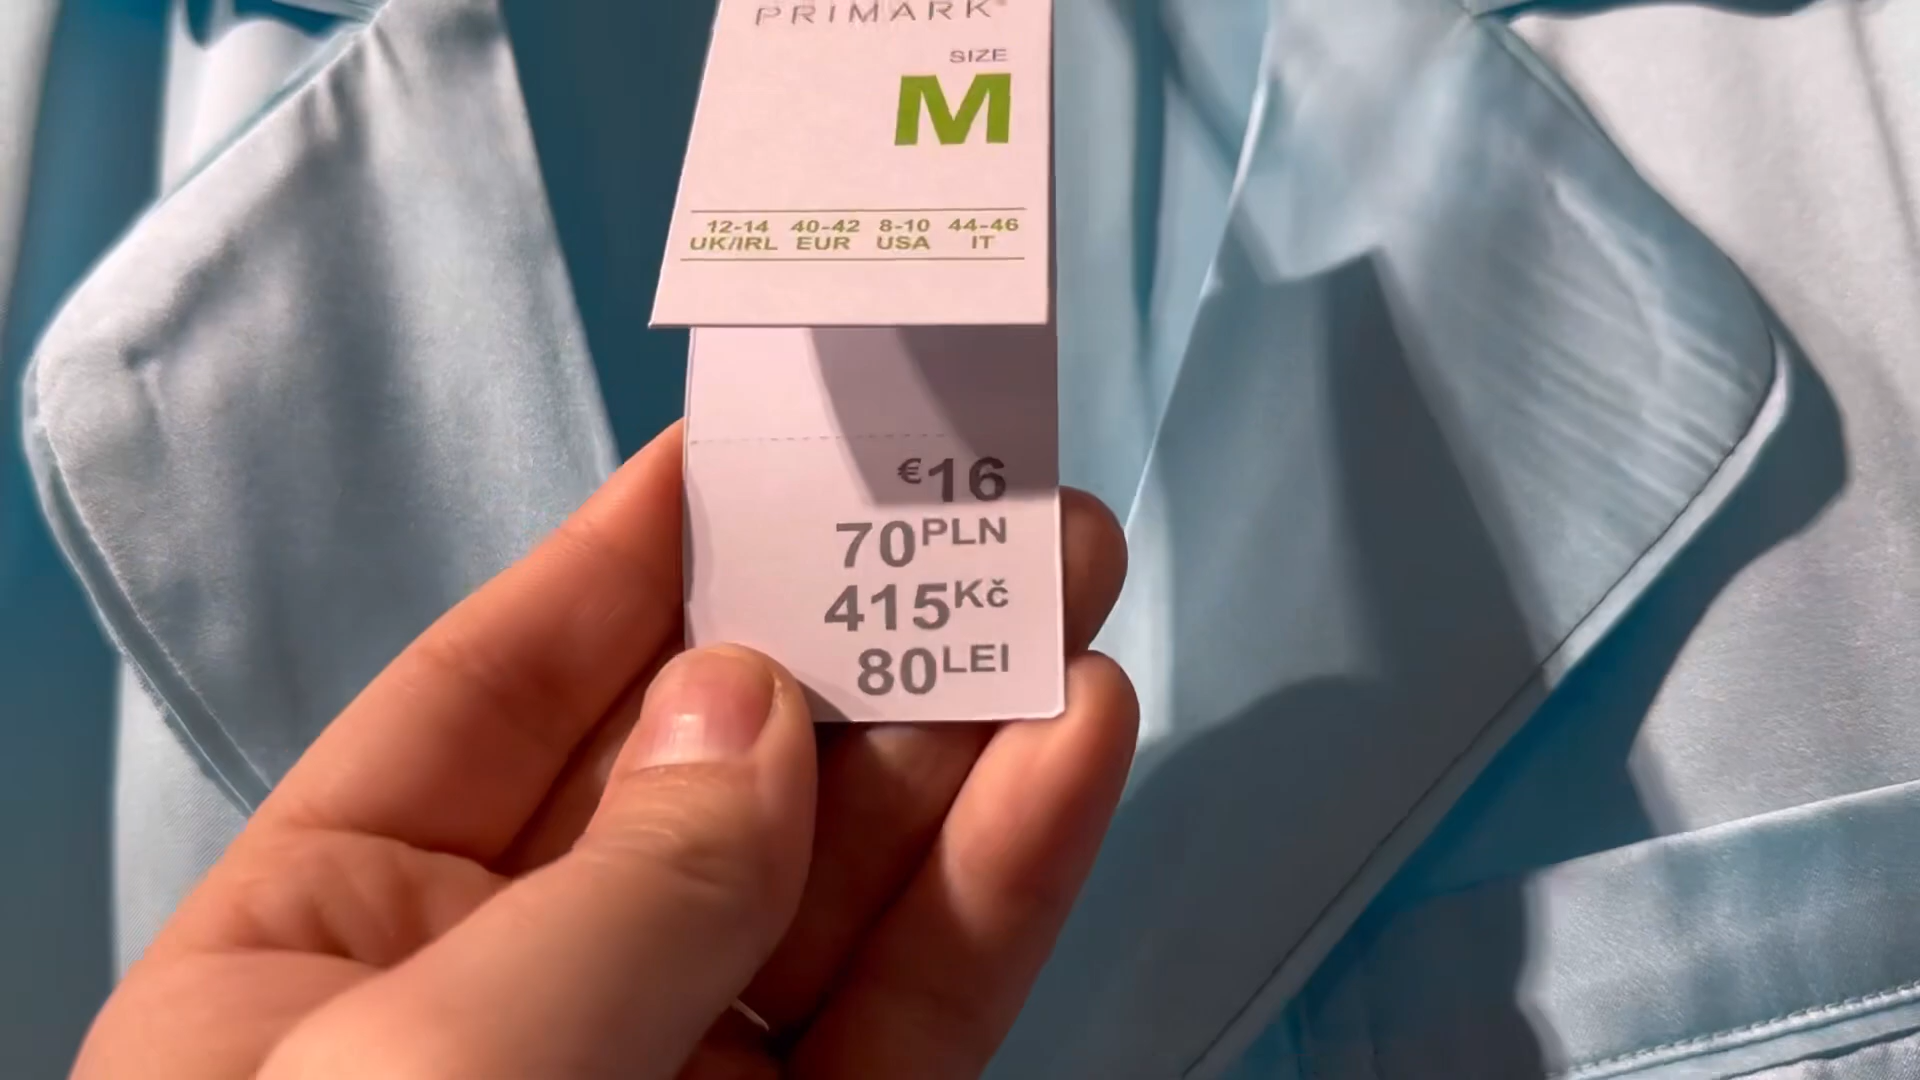 PRIMARK®
SIZE
M
12-14 40-42 8-10 44-46
UK/IRL EUR USA IT
€16
70PLN
415Kč
80LEI